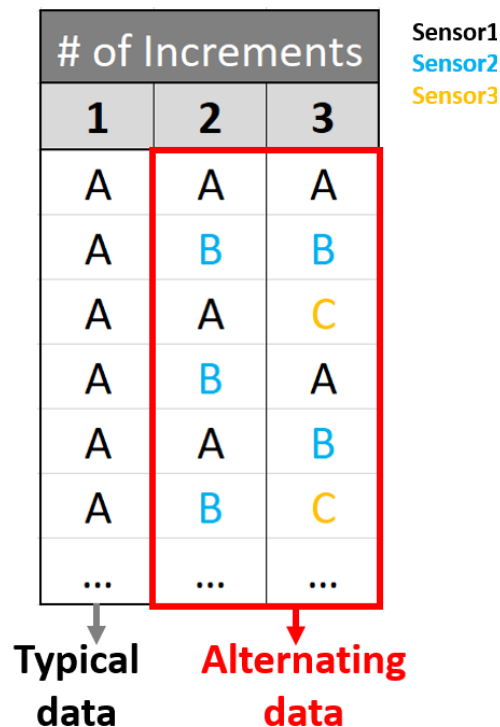 # of Increments
Sensor1
Sensor2
Sensor3
1 2 3
A A A
A B B
A A C
A B A
A A B
A B C
... ... ...
Typical Alternating
data data